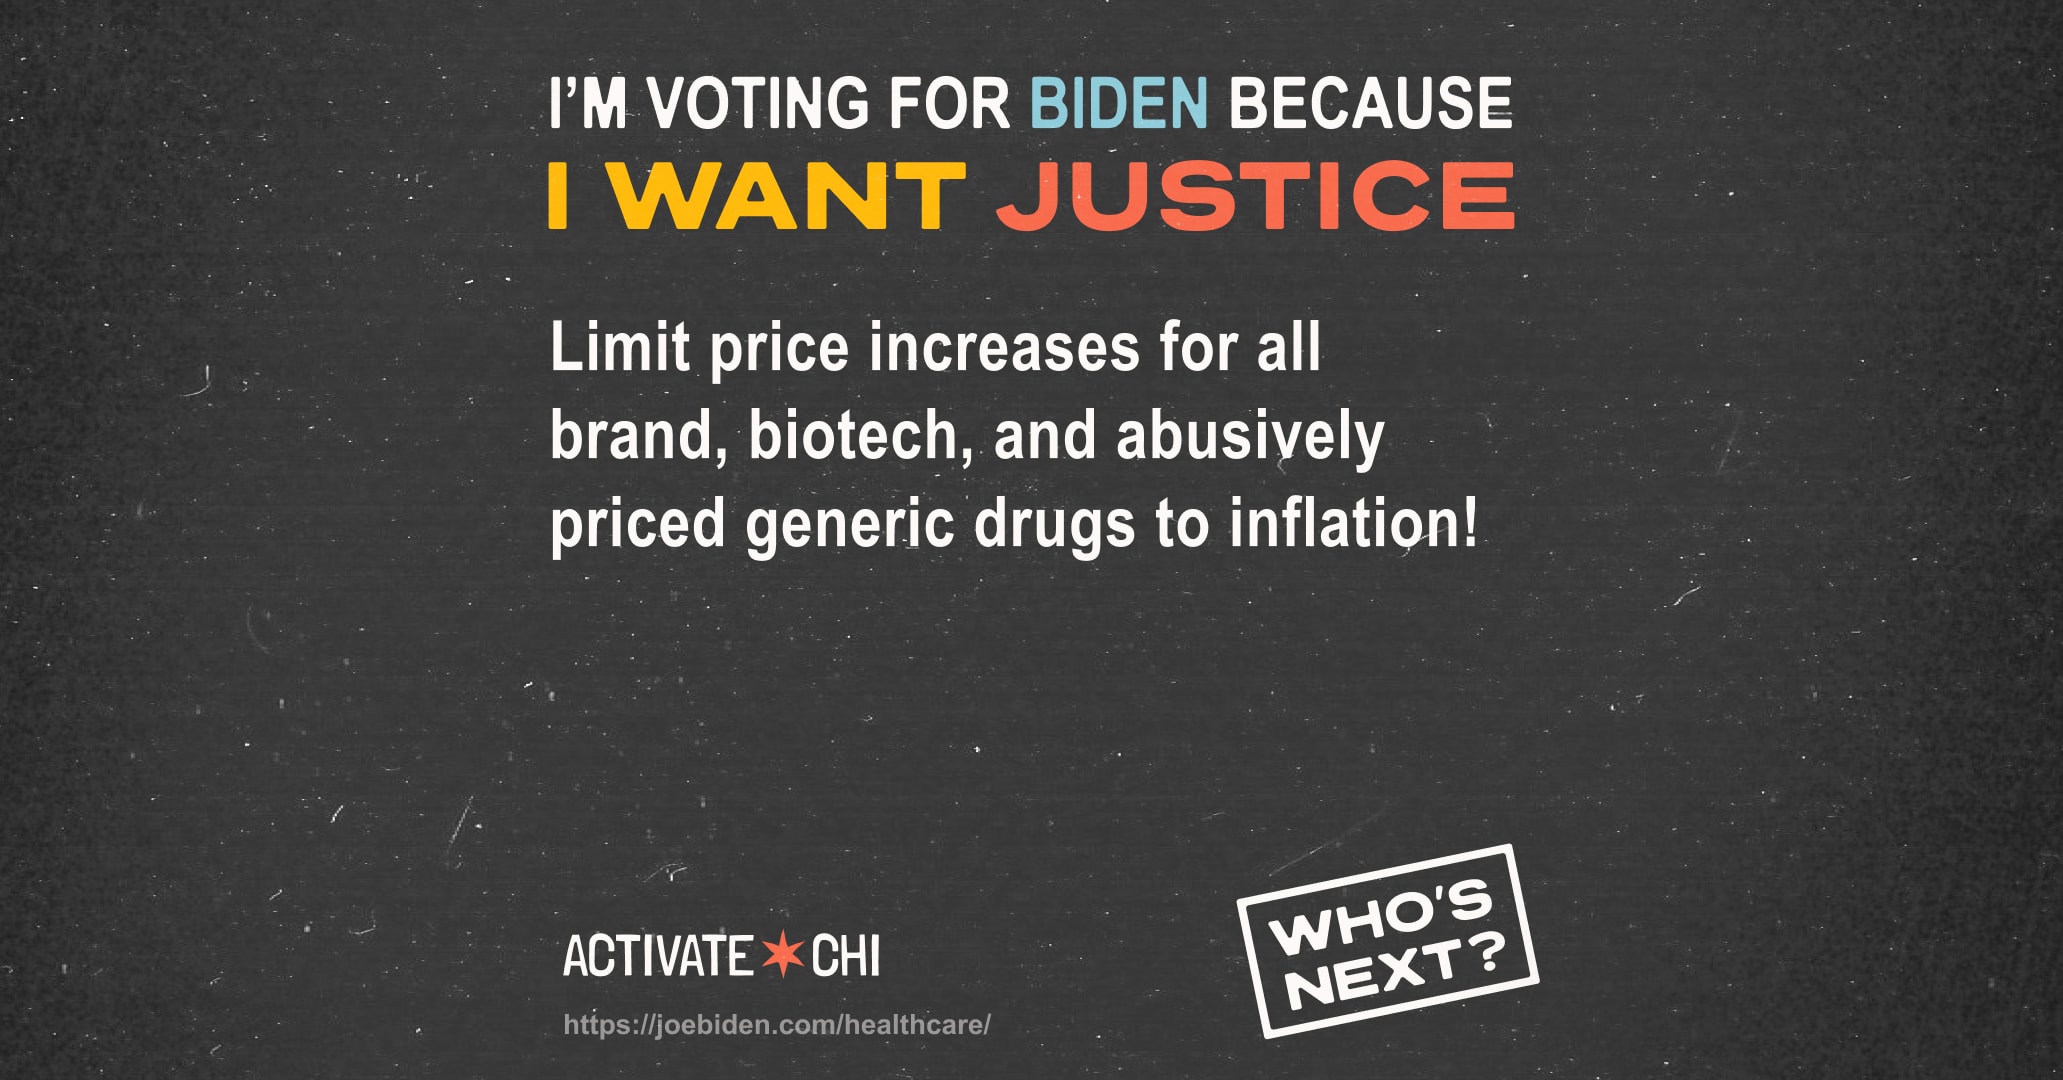 I'M VOTING FOR BIDEN BECAUSE
I WANT JUSTICE
Limit price increases for all
brand, biotech, and abusively
priced generic drugs to inflation!
ACTIVATE CHI
https://joebiden.com/healthcare/
WHO'S
NEXT?